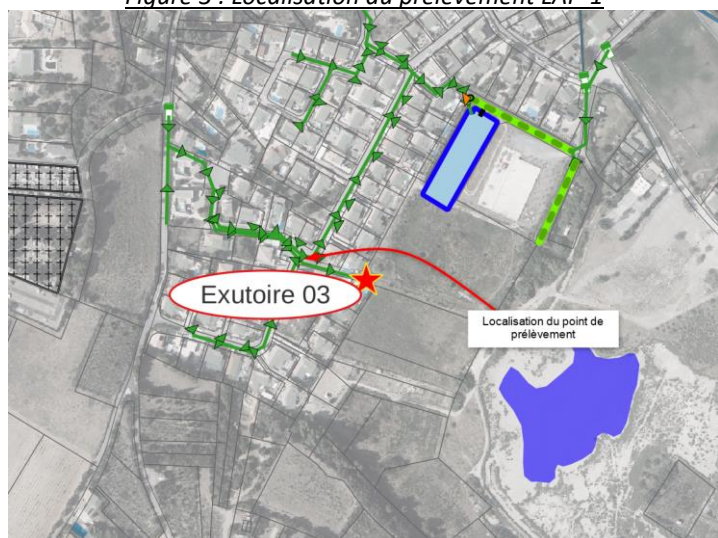 Figure 3 : Localisation du prélèvement EAP 1
Exutoire 03
Localisation du point de
prélèvement